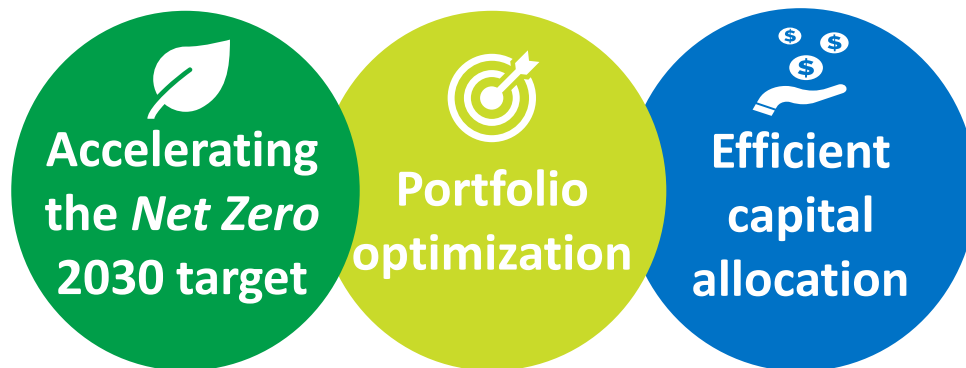 Accelerating
the Net Zero
2030 target
Portfolio
optimization
$
$
$
Efficient
capital
allocation